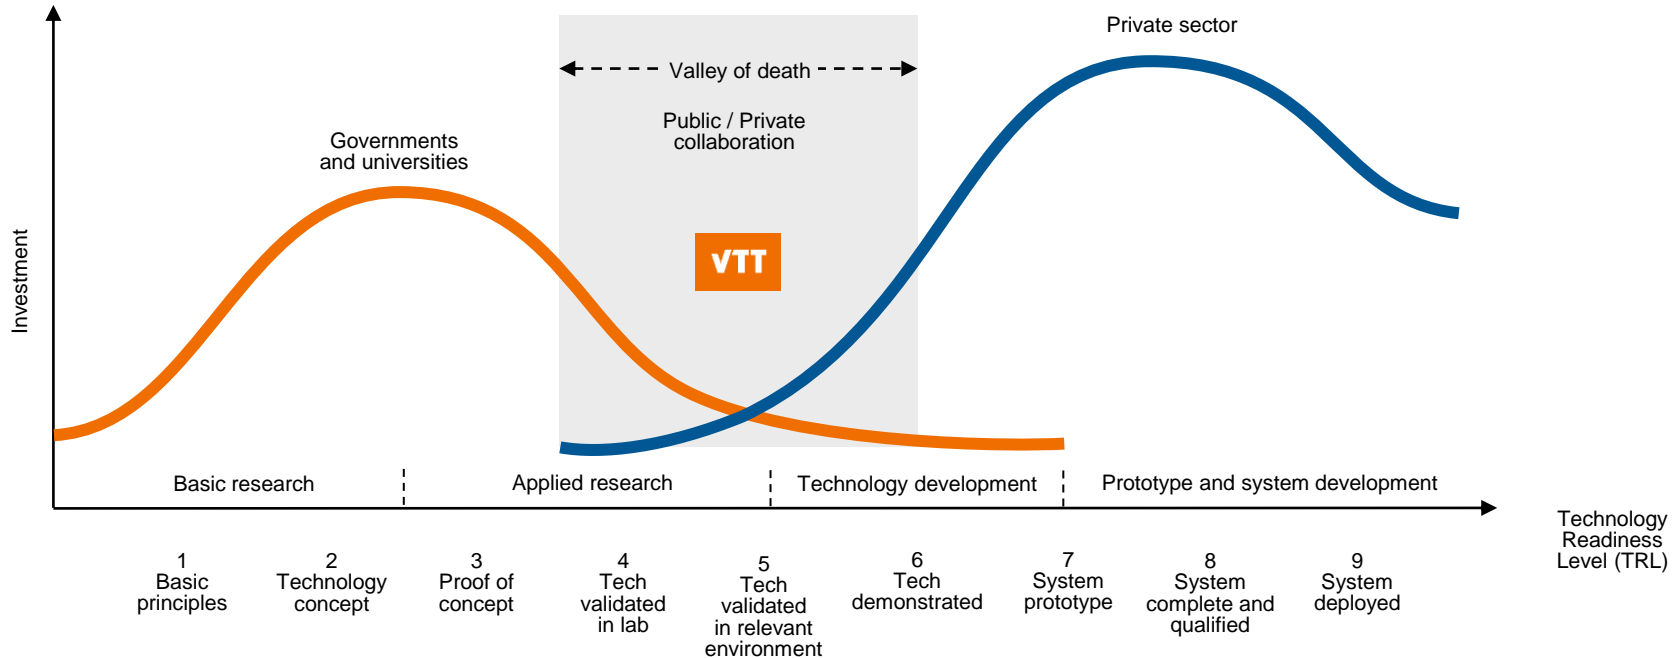 Private sector
Valley of death
Public / Private
collaboration
Governments
and universities
VTT
Investment
Basic research
Applied research
Technology development
Prototype and system development
Technology
Readiness
Level (TRL)
1
Basic
principles
2
Technology
concept
3
Proof of
concept
4
Tech
validated
in lab
5
Tech
validated
in relevant
environment
6
Tech
demonstrated
7
System
prototype
8
System
complete and
qualified
9
System
deployed